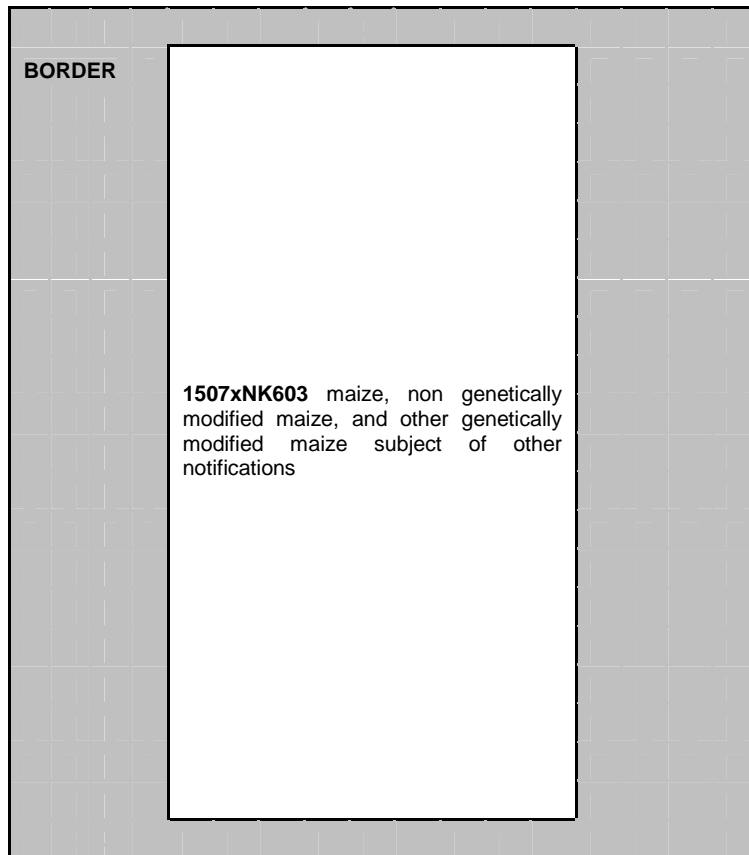 BORDER
1507xNK603 maize, non genetically
modified maize, and other genetically
modified maize subject of other
notifications